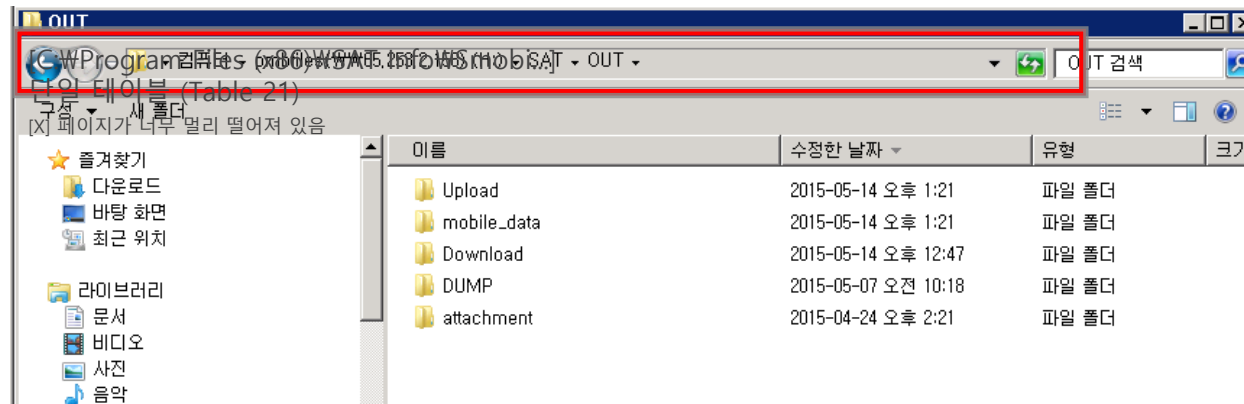 OUT
SAT OUT
OUT 검색
단일 테이블 (Table 21)
구성 새 폴더
[X] 페이지가 너무 멀리 떨어져 있음
이름 수정한 날짜 유형
즐겨찾기
다운로드
바탕 화면
최근 위치
라이브러리
문서
비디오
사진
음악
Upload 2015-05-14 오후 1:21 파일 폴더
mobile_data 2015-05-14 오후 1:21 파일 폴더
Download 2015-05-14 오후 12:47 파일 폴더
DUMP 2015-05-07 오전 10:18 파일 폴더
attachment 2015-04-24 오후 2:21 파일 폴더